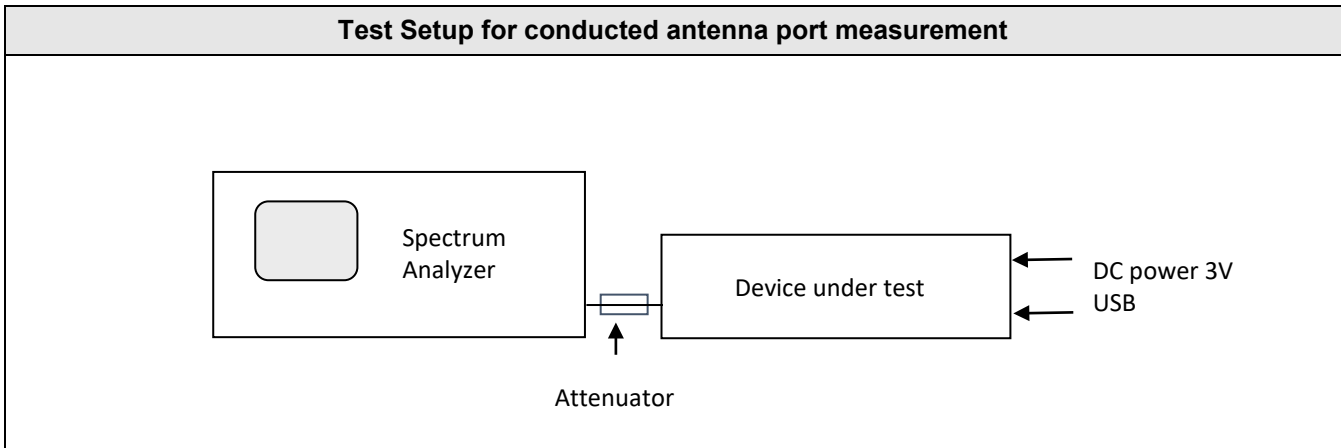 Test Setup for conducted antenna port measurement
Spectrum
Analyzer
Device under test
DC power 3V
USB
Attenuator